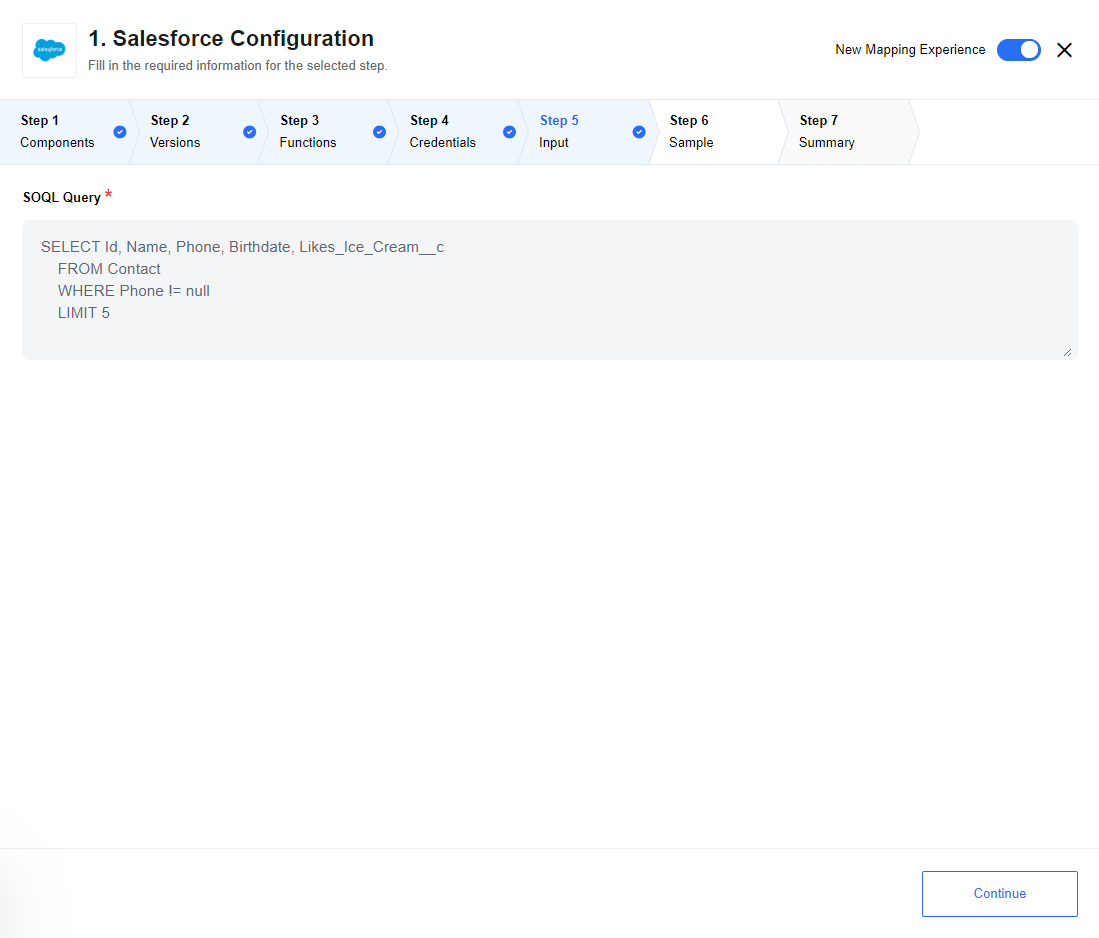 salesforce
1. Salesforce Configuration
Fill in the required information for the selected step.
New Mapping Experience
Step 1
Components
Step 2
Versions
Step 3
Functions
Step 4
Credentials
Step 5
Input
Step 6
Sample
Step 7
Summary
SOQL Query *
SELECT Id, Name, Phone, Birthdate, Likes_Ice_Cream__c
FROM Contact
WHERE Phone != null
LIMIT 5
Continue